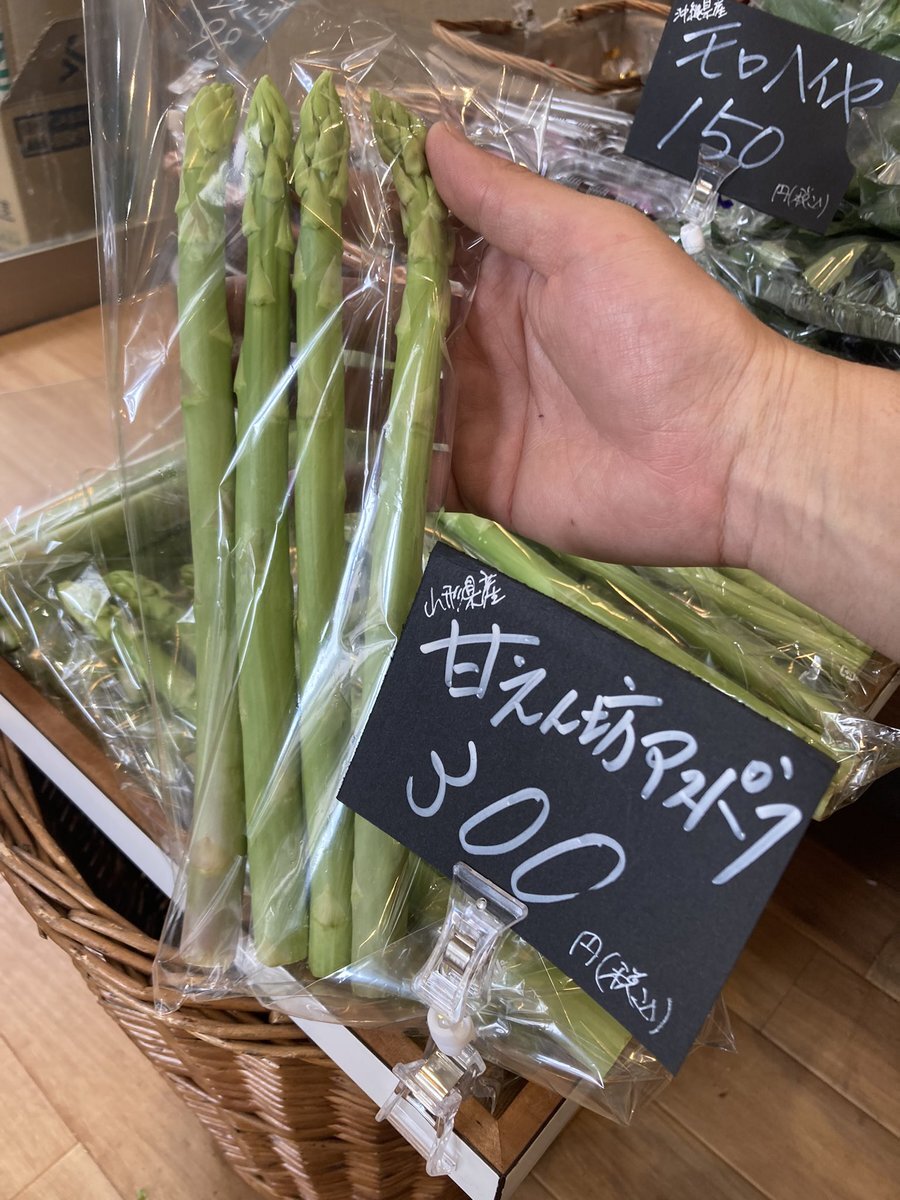 沖縄県産
モロヘイヤ
150
円(税込)
山形県産
甘えん坊アスパラ
300
円(税込)